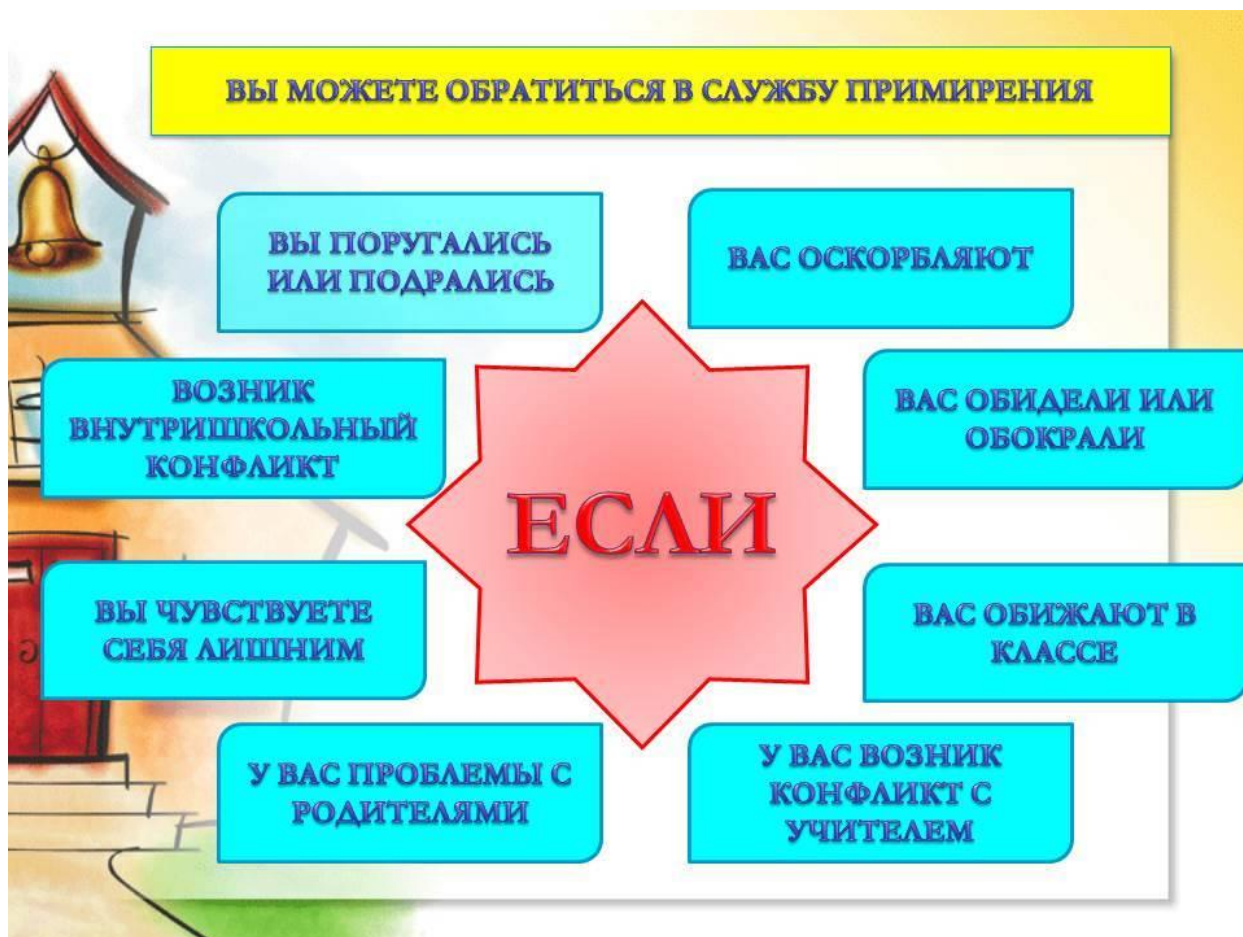 ВЫ МОЖЕТЕ ОБРАТИТЬСЯ В СЛУЖБУ ПРИМИРЕНИЯ
ВЫ ПОРУГАЛИСЬ
ИЛИ ПОДРАЛИСЬ
ВАС ОСКОРБЛЯЮТ
ВОЗНИК
ВНУТРИШКОЛЬНЫЙ
КОНФЛИКТ
ВАС ОБИДЕЛИ ИЛИ
ОБОКРАЛИ
ЕСЛИ
ВЫ ЧУВСТВУЕТЕ
СЕБЯ ЛИШНИМ
ВАС ОБИЖАЮТ В
КЛАССЕ
У ВАС ПРОБЛЕМЫ С
РОДИТЕЛЯМИ
У ВАС ВОЗНИК
КОНФЛИКТ С
УЧИТЕЛЕМ